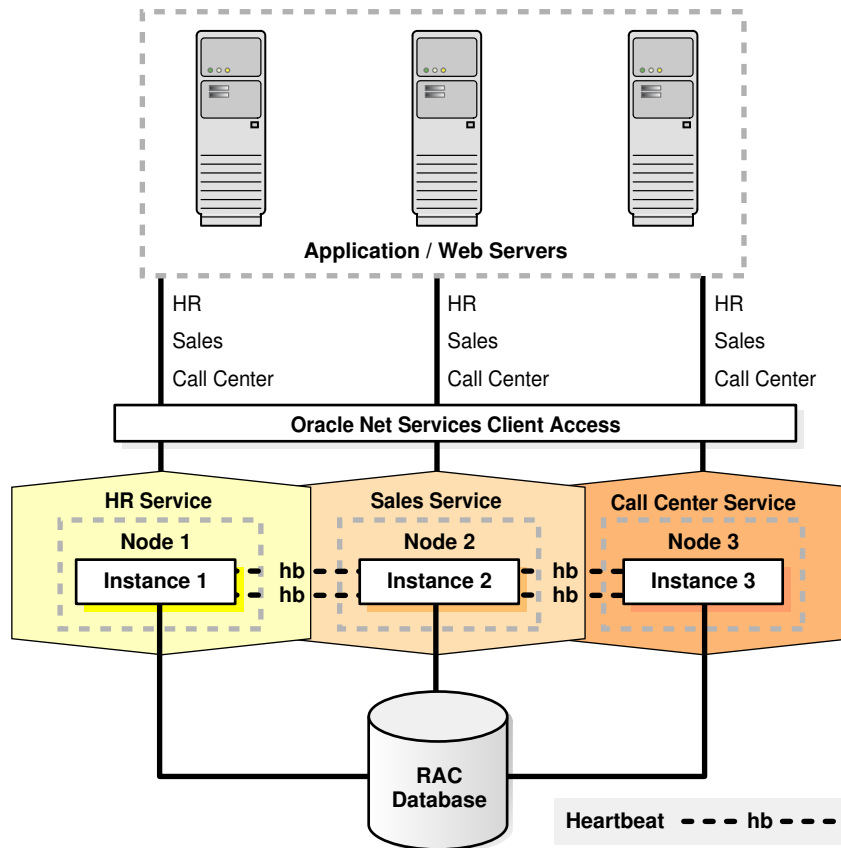 Application / Web Servers
HR
Sales
Call Center
HR
Sales
Call Center
HR
Sales
Call Center
Oracle Net Services Client Access
HR Service
Sales Service
Call Center Service
Node 1
Node 2
Node 3
Instance 1
hb
hb
Instance 2
hb
hb
Instance 3
RAC
Database
Heartbeat hb